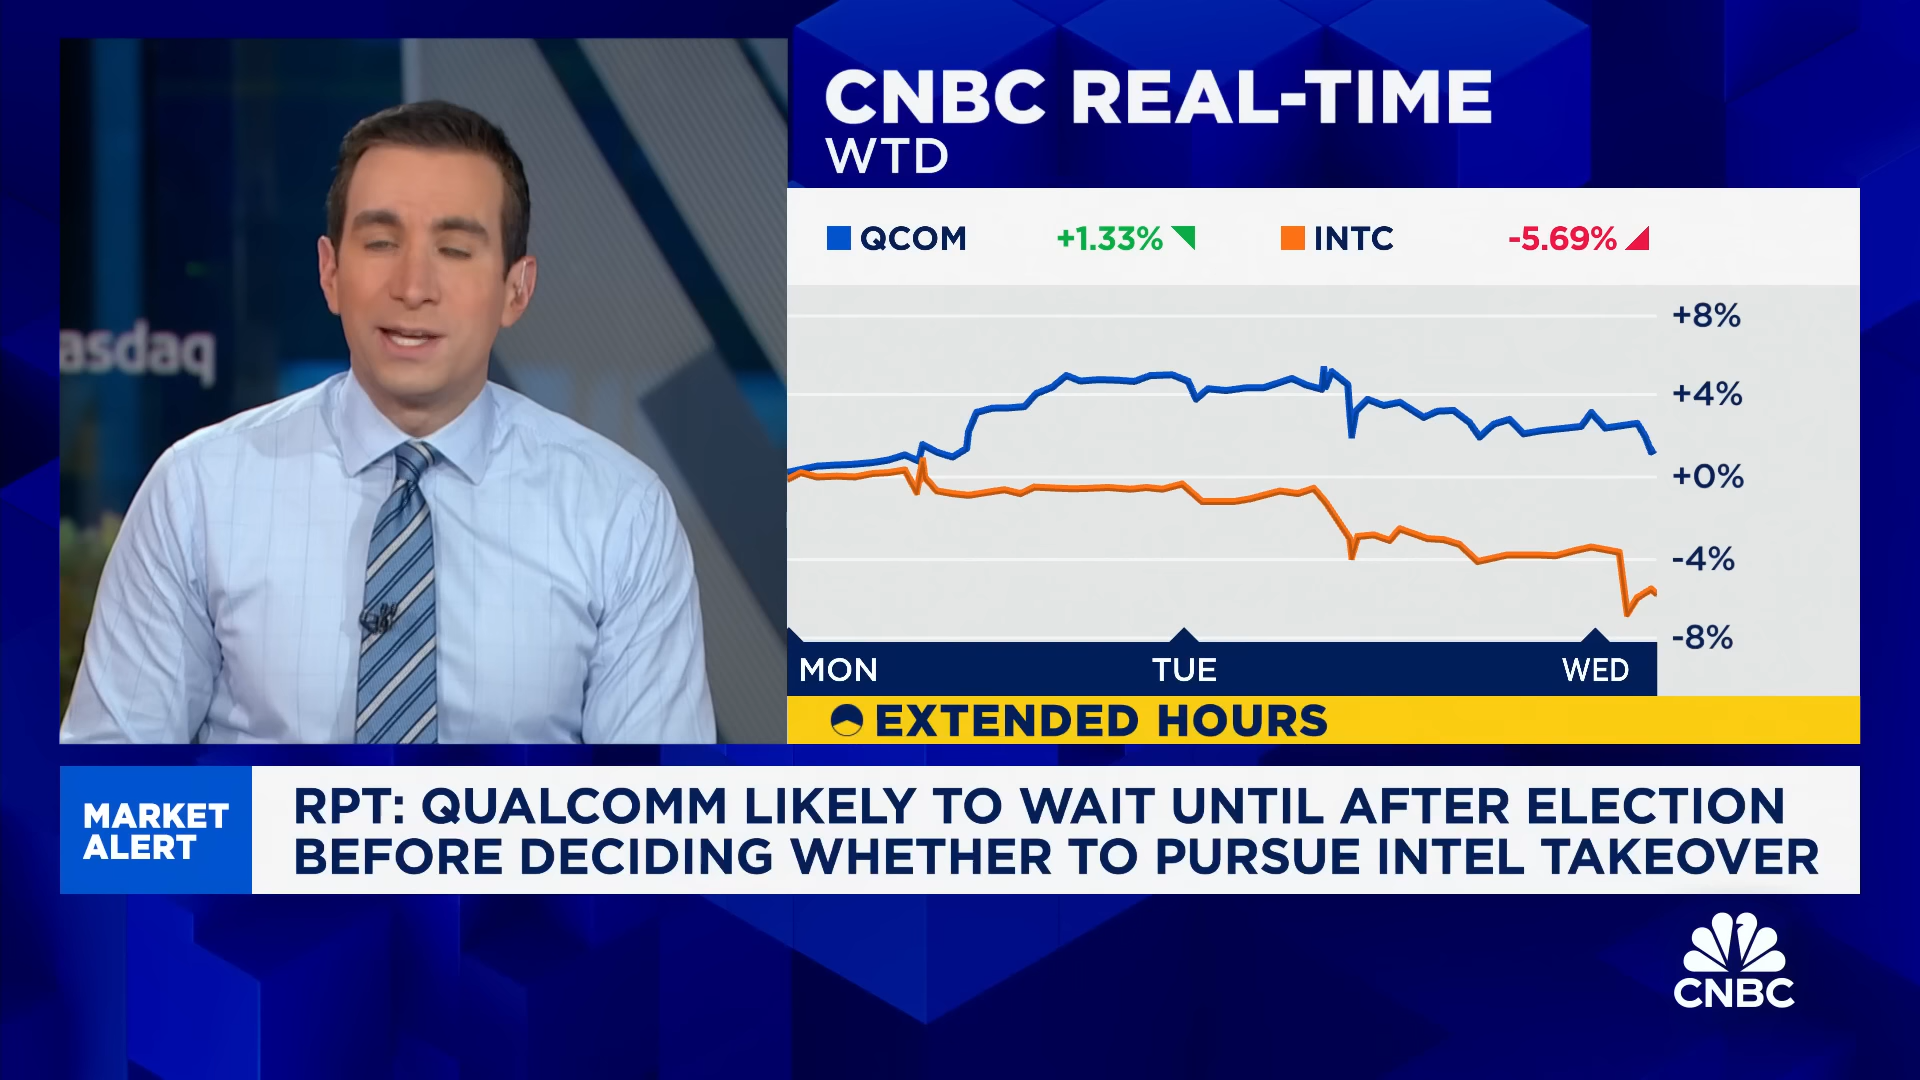 asdaq
CNBC REAL-TIME
WTD
QCOM +1.33% INTC -5.69%
+8%
+4%
+0%
-4%
-8%
MON TUE WED
EXTENDED HOURS
MARKET ALERT
RPT: QUALCOMM LIKELY TO WAIT UNTIL AFTER ELECTION
BEFORE DECIDING WHETHER TO PURSUE INTEL TAKEOVER
CNBC